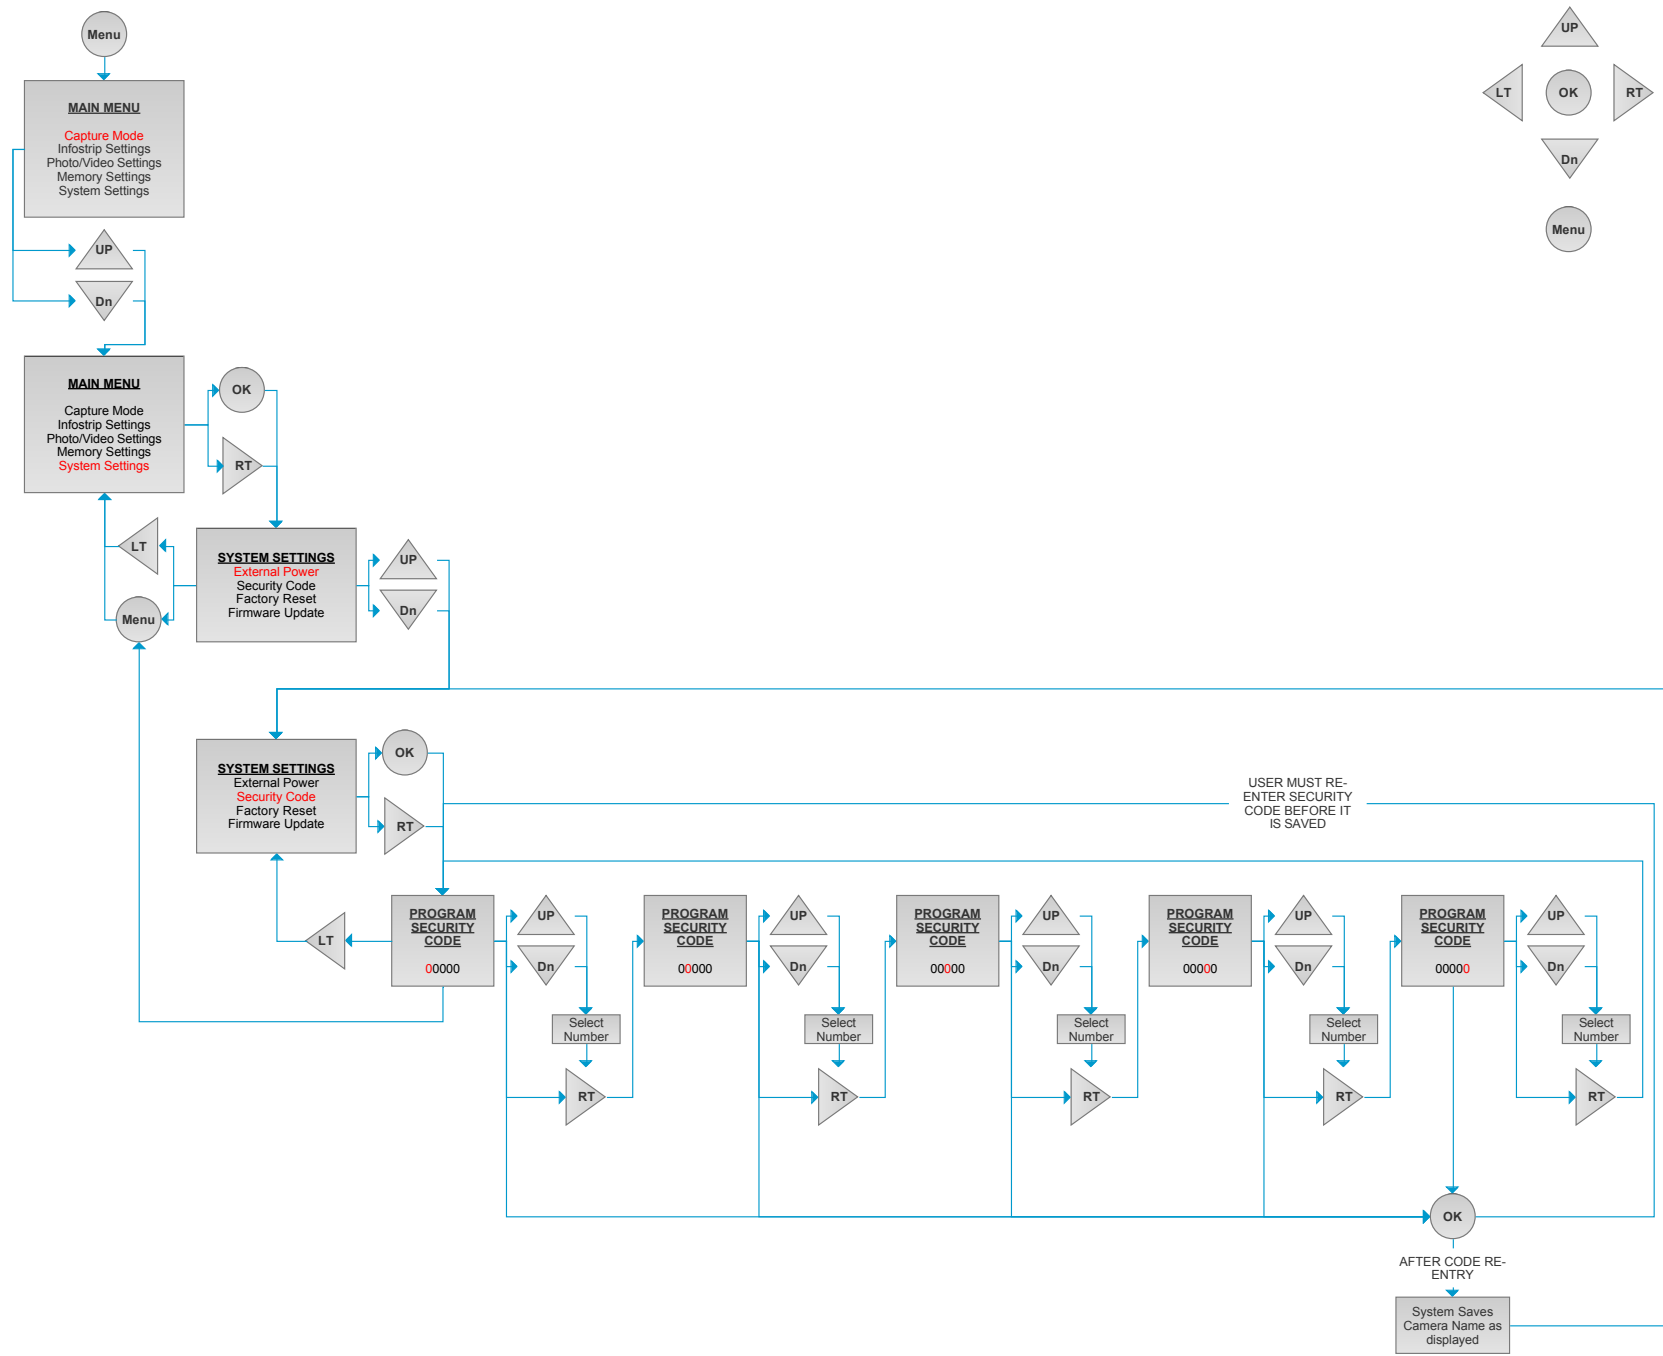 Menu
MAIN MENU
Capture Mode
Infostrip Settings
Photo/Video Settings
Memory Settings
System Settings
UP
Dn
UP
LT
OK
RT
Dn
Menu
MAIN MENU
Capture Mode
Infostrip Settings
Photo/Video Settings
Memory Settings
System Settings
OK
RT
LT
Menu
SYSTEM SETTINGS
External Power
Security Code
Factory Reset
Firmware Update
UP
Dn
SYSTEM SETTINGS
External Power
Security Code
Factory Reset
Firmware Update
OK
RT
USER MUST RE-
ENTER SECURITY
CODE BEFORE IT
IS SAVED
LT
PROGRAM
SECURITY
CODE
00000
UP
Dn
Select
Number
RT
PROGRAM
SECURITY
CODE
00000
UP
Dn
Select
Number
RT
PROGRAM
SECURITY
CODE
00000
UP
Dn
Select
Number
RT
PROGRAM
SECURITY
CODE
00000
UP
Dn
Select
Number
RT
PROGRAM
SECURITY
CODE
00000
UP
Dn
Select
Number
RT
OK
AFTER CODE RE-
ENTRY
System Saves
Camera Name as
displayed